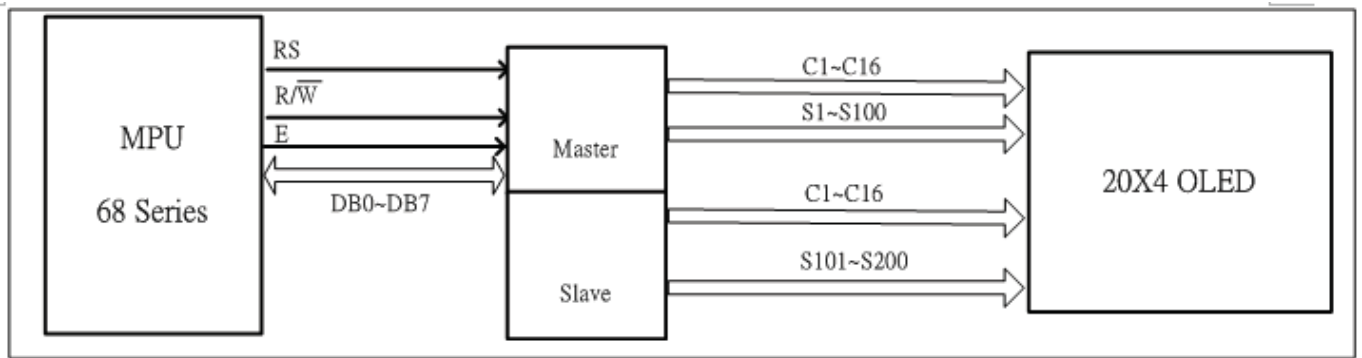 MPU
68 Series
RS
R/W̅
E
DB0~DB7
Master
Slave
C1~C16
S1~S100
C1~C16
S101~S200
20X4 OLED